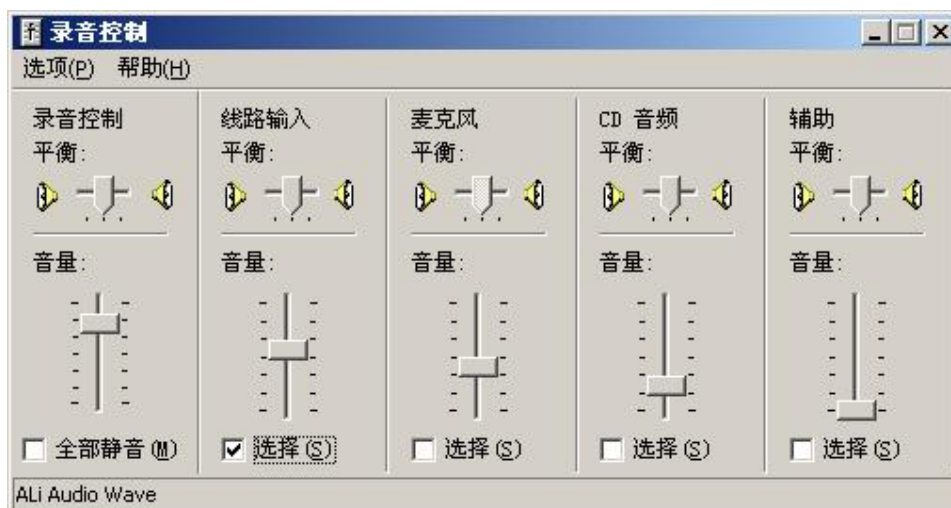 录音控制
选项(P) 帮助(H)
录音控制 线路输入 麦克风 CD 音频 辅助
平衡: 平衡: 平衡: 平衡: 平衡:
音量: 音量: 音量: 音量: 音量:
全部静音(M) 选择(S) 选择(S) 选择(S) 选择(S)
ALi Audio Wave